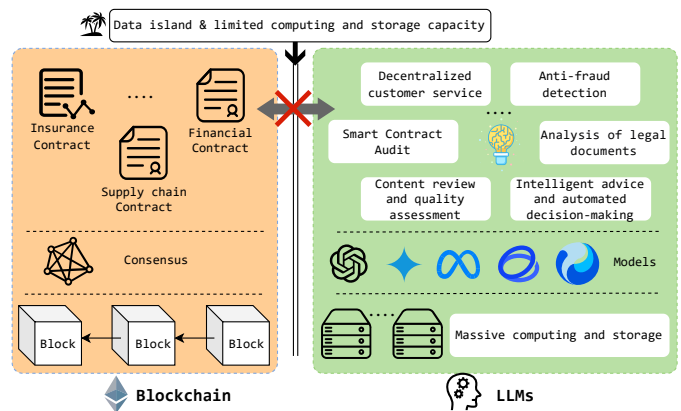 Data island & limited computing and storage capacity
Insurance
Contract
....
Financial
Contract
Supply chain
Contract
Consensus
Block
Block
Block
Blockchain
Decentralized
customer service
Anti-fraud
detection
....
Smart Contract
Audit
Analysis of legal
documents
Content review
and quality
assessment
Intelligent advice
and automated
decision-making
Models
....
Massive computing and storage
LLMs